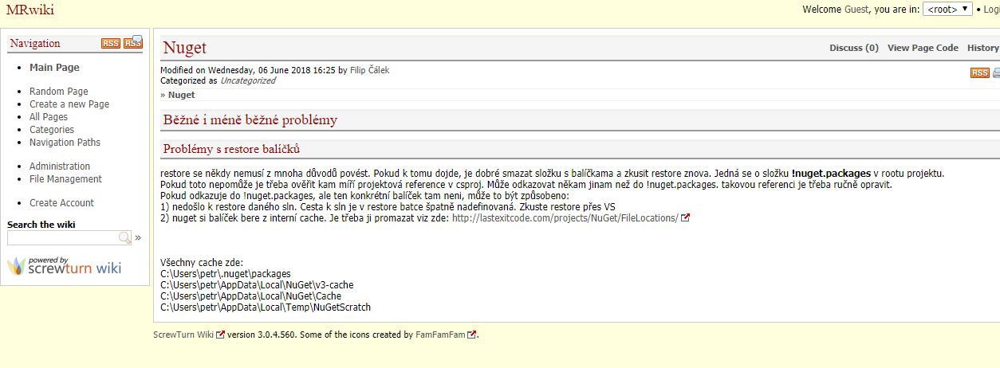 MRwiki
Welcome Guest, you are in: <root> • Logi
Navigation RSS RSS
Main Page
Random Page
Create a new Page
All Pages
Categories
Navigation Paths
Administration
File Management
Create Account
Search the wiki
»
powered by
screwturn wiki
Nuget
Discuss (0) View Page Code History
Modified on Wednesday, 06 June 2018 16:25 by Filip Čálek
RSS
Categorized as Uncategorized
» Nuget
Běžné i méně běžné problémy
Problémy s restore balíčků
restore se někdy nemusí z mnoha důvodů povést. Pokud k tomu dojde, je dobré smazat složku s balíčkama a zkusit restore znova. Jedná se o složku !nuget.packages v rootu projektu.
Pokud toto nepomůže je třeba ověřit kam míří projektová reference v csproj. Může odkazovat někam jinam než do !nuget.packages. takovou referenci je třeba ručně opravit.
Pokud odkazuje do !nuget.packages, ale ten konkrétní balíček tam neni, může to být způsobeno:
1) nedošlo k restore daného sln. Cesta k sln je v restore batce špatně nadefinovaná. Zkuste restore přes VS
2) nuget si balíček bere z interní cache. Je třeba ji promazat viz zde: http://lastexitcode.com/projects/NuGet/FileLocations/
Všechny cache zde:
C:\Users\petr\.nuget\packages
C:\Users\petr\AppData\Local\NuGet\v3-cache
C:\Users\petr\AppData\Local\NuGet\Cache
C:\Users\petr\AppData\Local\Temp\NuGetScratch
ScrewTurn Wiki version 3.0.4.560. Some of the icons created by FamFamFam.